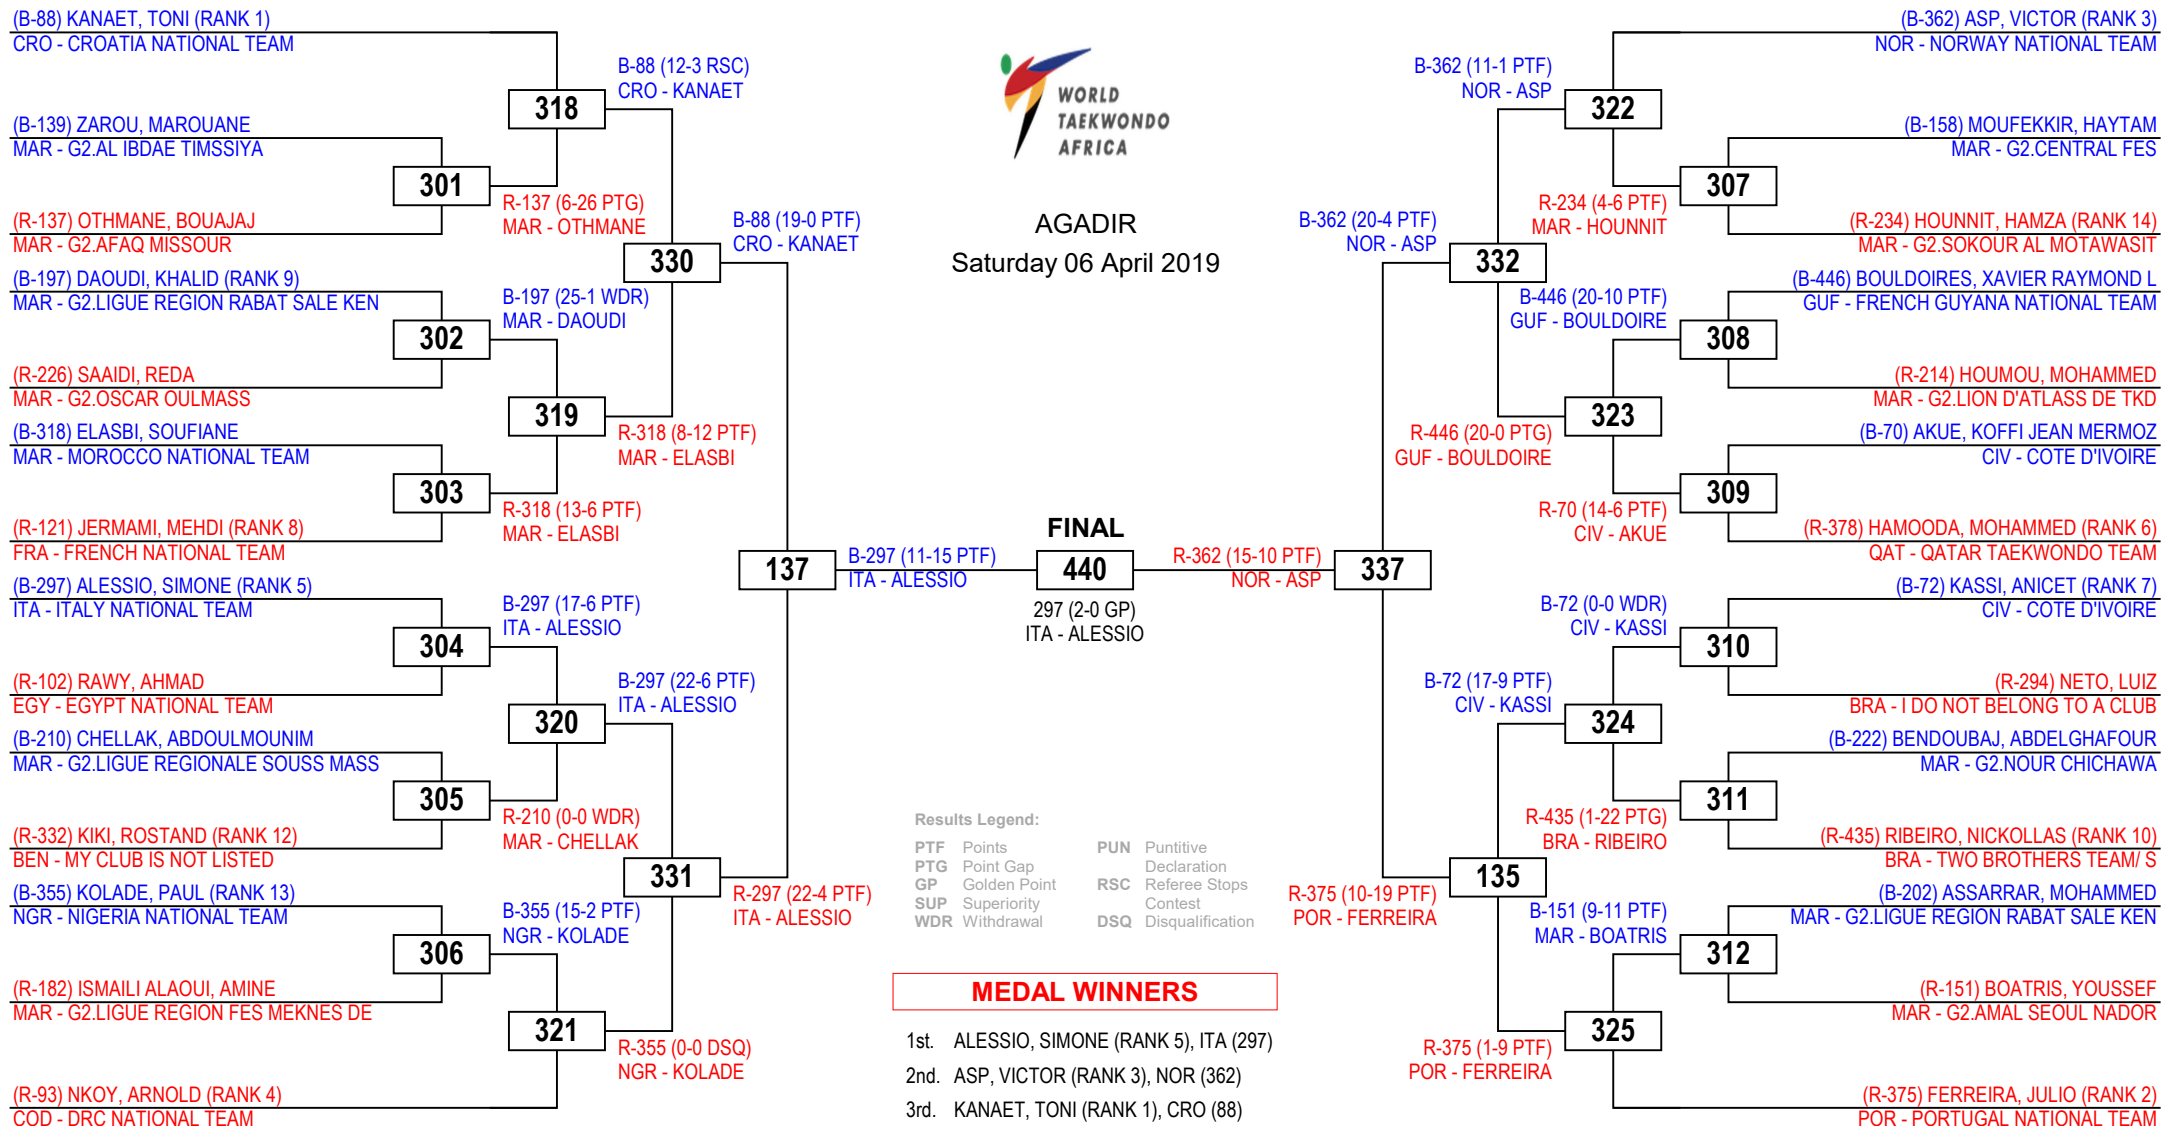 (B-88) KANAET, TONI (RANK 1)
CRO - CROATIA NATIONAL TEAM
(B-139) ZAROU, MAROUANE
MAR - G2.AL IBDAE TIMSSIYA
(R-137) OTHMANE, BOUAJAJ
MAR - G2.AFAQ MISSOUR
(B-197) DAOUDI, KHALID (RANK 9)
MAR - G2.LIGUE REGION RABAT SALE KEN
(R-226) SAAIDI, REDA
MAR - G2.OSCAR OULMASS
(B-318) ELASBI, SOUFIANE
MAR - MOROCCO NATIONAL TEAM
(R-121) JERMAMI, MEHDI (RANK 8)
FRA - FRENCH NATIONAL TEAM
(B-297) ALESSIO, SIMONE (RANK 5)
ITA - ITALY NATIONAL TEAM
(R-102) RAWY, AHMAD
EGY - EGYPT NATIONAL TEAM
(B-210) CHELLAK, ABDOULMOUNIM
MAR - G2.LIGUE REGIONALE SOUSS MASS
(R-332) KIKI, ROSTAND (RANK 12)
BEN - MY CLUB IS NOT LISTED
(B-355) KOLADE, PAUL (RANK 13)
NGR - NIGERIA NATIONAL TEAM
(R-182) ISMAILI ALAOUI, AMINE
MAR - G2.LIGUE REGION FES MEKNES DE
(R-93) NKOY, ARNOLD (RANK 4)
COD - DRC NATIONAL TEAM
301
302
303
304
305
306
R-137 (6-26 PTG)
MAR - OTHMANE
B-197 (25-1 WDR)
MAR - DAOUDI
R-318 (13-6 PTF)
MAR - ELASBI
B-297 (17-6 PTF)
ITA - ALESSIO
R-210 (0-0 WDR)
MAR - CHELLAK
B-355 (15-2 PTF)
NGR - KOLADE
318
319
320
321
B-88 (12-3 RSC)
CRO - KANAET
R-318 (8-12 PTF)
MAR - ELASBI
B-297 (22-6 PTF)
ITA - ALESSIO
R-355 (0-0 DSQ)
NGR - KOLADE
330
331
B-88 (19-0 PTF)
CRO - KANAET
R-297 (22-4 PTF)
ITA - ALESSIO
137
B-297 (11-15 PTF)
ITA - ALESSIO
WORLD
TAEKWONDO
AFRICA
AGADIR
Saturday 06 April 2019
FINAL
440
297 (2-0 GP)
ITA - ALESSIO
Results Legend:
PTF Points
PTG Point Gap
GP Golden Point
SUP Superiority
WDR Withdrawal
PUN Puntitive
Declaration
RSC Referee Stops
Contest
DSQ Disqualification
MEDAL WINNERS
1st. ALESSIO, SIMONE (RANK 5), ITA (297)
2nd. ASP, VICTOR (RANK 3), NOR (362)
3rd. KANAET, TONI (RANK 1), CRO (88)
R-362 (15-10 PTF)
NOR - ASP
337
B-362 (20-4 PTF)
NOR - ASP
R-375 (10-19 PTF)
POR - FERREIRA
332
135
B-362 (11-1 PTF)
NOR - ASP
R-446 (20-0 PTG)
GUF - BOULDOIRE
B-72 (17-9 PTF)
CIV - KASSI
R-375 (1-9 PTF)
POR - FERREIRA
322
323
324
325
R-234 (4-6 PTF)
MAR - HOUNNIT
B-446 (20-10 PTF)
GUF - BOULDOIRE
R-70 (14-6 PTF)
CIV - AKUE
B-72 (0-0 WDR)
CIV - KASSI
R-435 (1-22 PTG)
BRA - RIBEIRO
B-151 (9-11 PTF)
MAR - BOATRIS
307
308
309
310
311
312
(B-362) ASP, VICTOR (RANK 3)
NOR - NORWAY NATIONAL TEAM
(B-158) MOUFEKKIR, HAYTAM
MAR - G2.CENTRAL FES
(R-234) HOUNNIT, HAMZA (RANK 14)
MAR - G2.SOKOUR AL MOTAWASIT
(B-446) BOULDOIRES, XAVIER RAYMOND L
GUF - FRENCH GUYANA NATIONAL TEAM
(R-214) HOUMOU, MOHAMMED
MAR - G2.LION D'ATLASS DE TKD
(B-70) AKUE, KOFFI JEAN MERMOZ
CIV - COTE D'IVOIRE
(R-378) HAMOODA, MOHAMMED (RANK 6)
QAT - QATAR TAEKWONDO TEAM
(B-72) KASSI, ANICET (RANK 7)
CIV - COTE D'IVOIRE
(R-294) NETO, LUIZ
BRA - I DO NOT BELONG TO A CLUB
(B-222) BENDOUBAJ, ABDELGHAFOUR
MAR - G2.NOUR CHICHAWA
(R-435) RIBEIRO, NICKOLLAS (RANK 10)
BRA - TWO BROTHERS TEAM/ S
(B-202) ASSARRAR, MOHAMMED
MAR - G2.LIGUE REGION RABAT SALE KEN
(R-151) BOATRIS, YOUSSEF
MAR - G2.AMAL SEOUL NADOR
(R-375) FERREIRA, JULIO (RANK 2)
POR - PORTUGAL NATIONAL TEAM